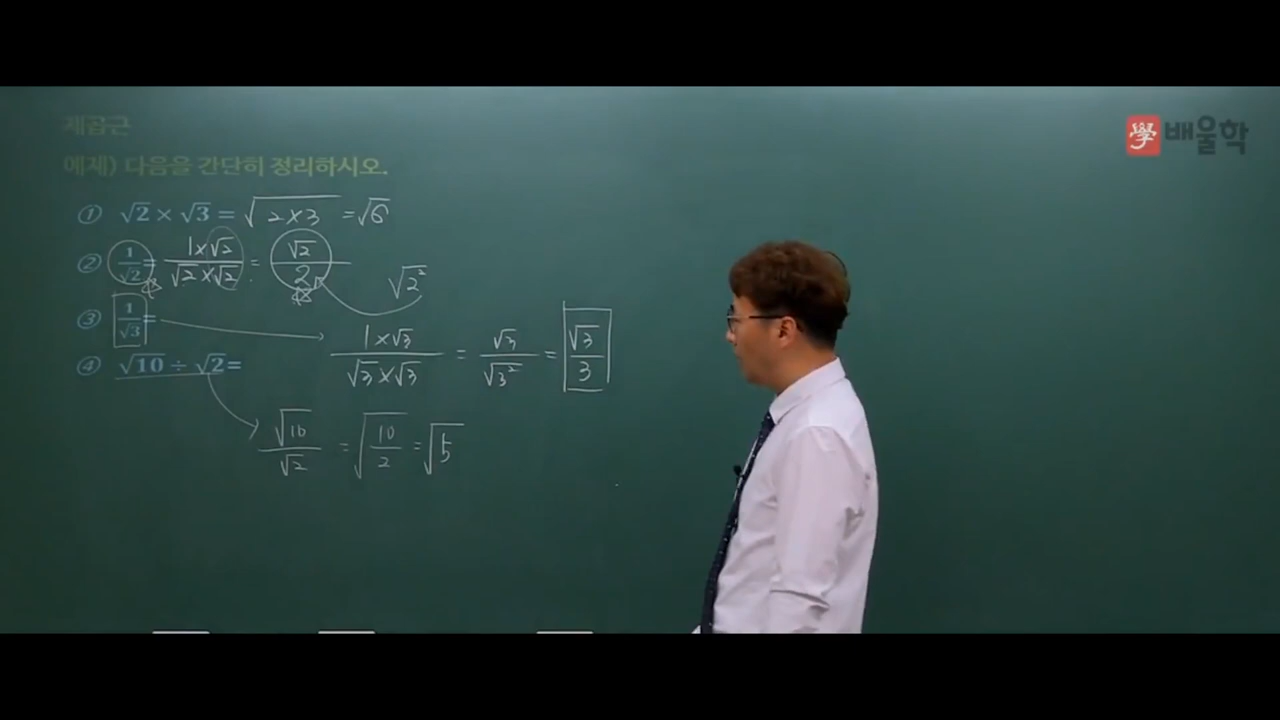 제곱근
學 배울학
예제) 다음을 간단히 정리하시오.
① √2 × √3 = √(2×3) = √6
② 1/√2 = (1×√2)/(√2×√2) = √2/2
√2²
③ 1/√3 =
(1×√3)/(√3×√3) = √3/√3² = √3/3
④ √10 ÷ √2 =
√10/√2 = √(10/2) = √5